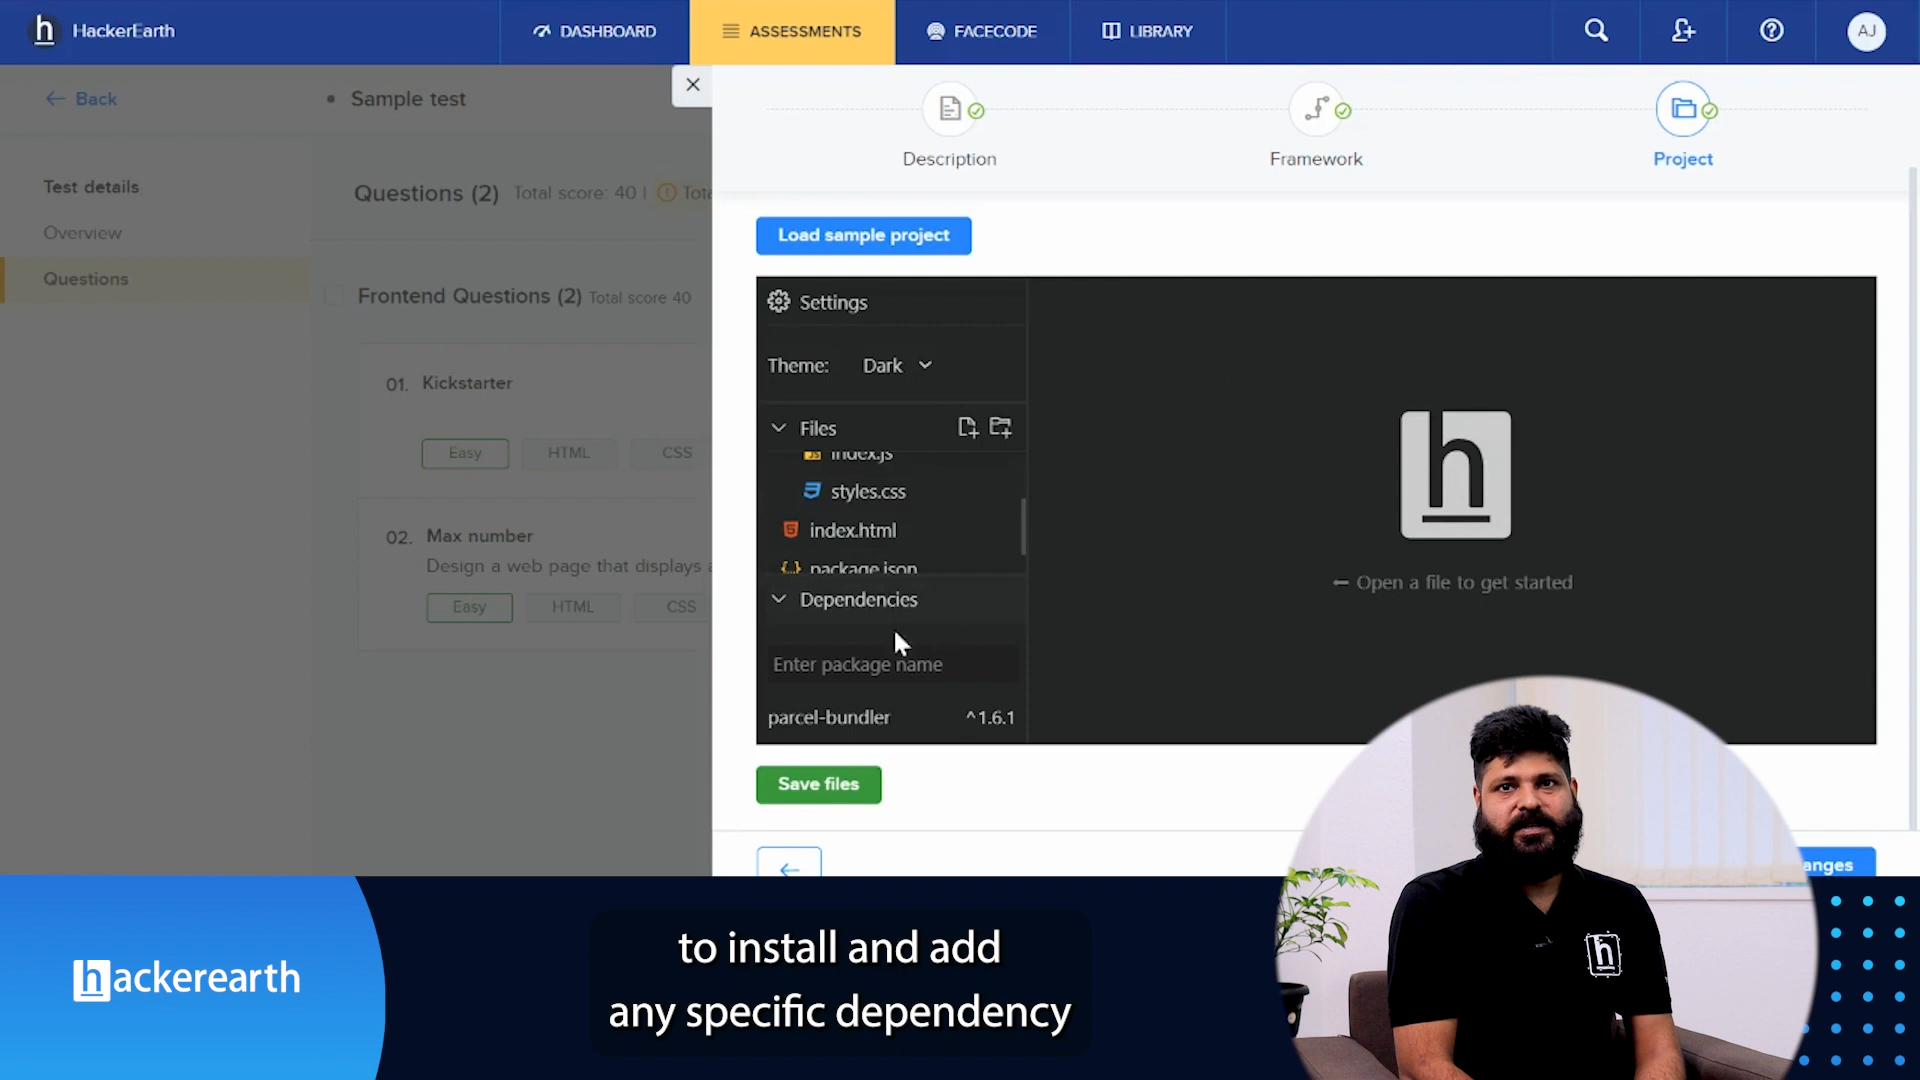 h HackerEarth
DASHBOARD
ASSESSMENTS
FACECODE
LIBRARY
AJ
Back
Sample test
Description
Framework
Project
Test details
Overview
Questions
Questions (2) Total score: 40 |
Frontend Questions (2) Total score 40
01. Kickstarter
Easy HTML CSS
02. Max number
Design a web page that displays
Easy HTML CSS
Load sample project
Settings
Theme: Dark
Files
index.js
styles.css
index.html
package.json
Dependencies
Enter package name
parcel-bundler ^1.6.1
h
Open a file to get started
Save files
anges
hackerearth
to install and add
any specific dependency
h